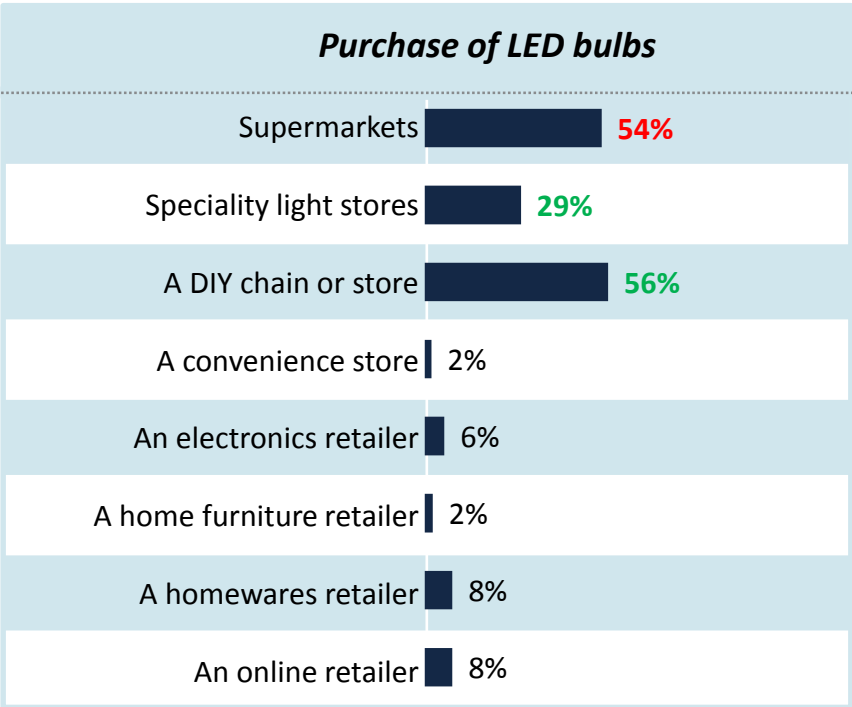 Purchase of LED bulbs
Supermarkets 54%
Speciality light stores 29%
A DIY chain or store 56%
A convenience store 2%
An electronics retailer 6%
A home furniture retailer 2%
A homewares retailer 8%
An online retailer 8%